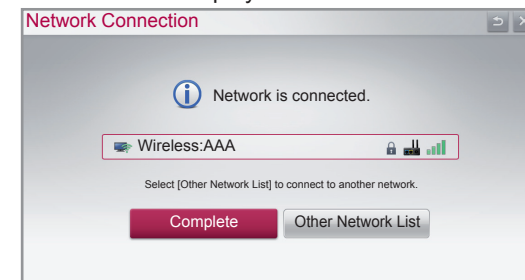 Network Connection
Network is connected.
Wireless:AAA
Select [Other Network List] to connect to another network.
Complete
Other Network List